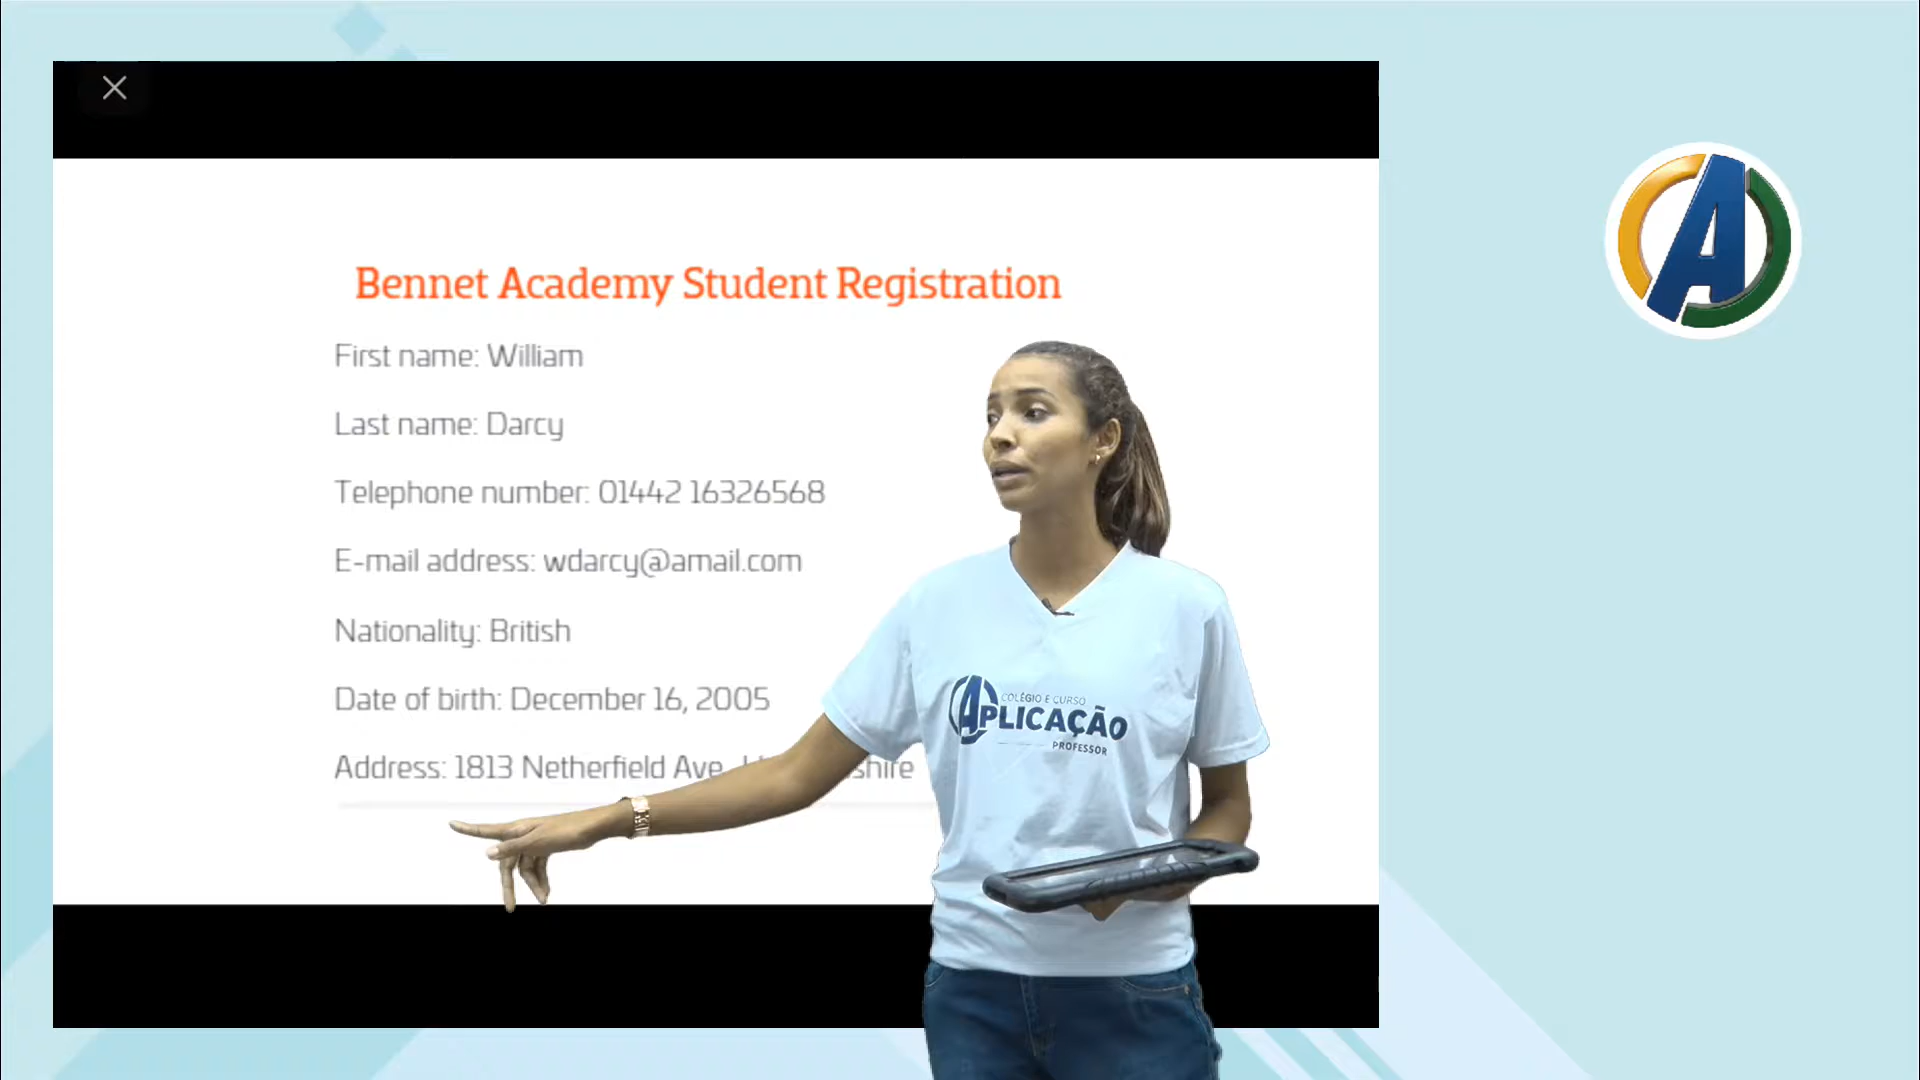 Bennet Academy Student Registration
First name: William
Last name: Darcy
Telephone number: 01442 16326568
E-mail address: wdarcy@amail.com
Nationality: British
Date of birth: December 16, 2005
Address: 1813 Netherfield Ave
COLÉGIO E CURSO
APLICAÇÃO
PROFESSOR
A